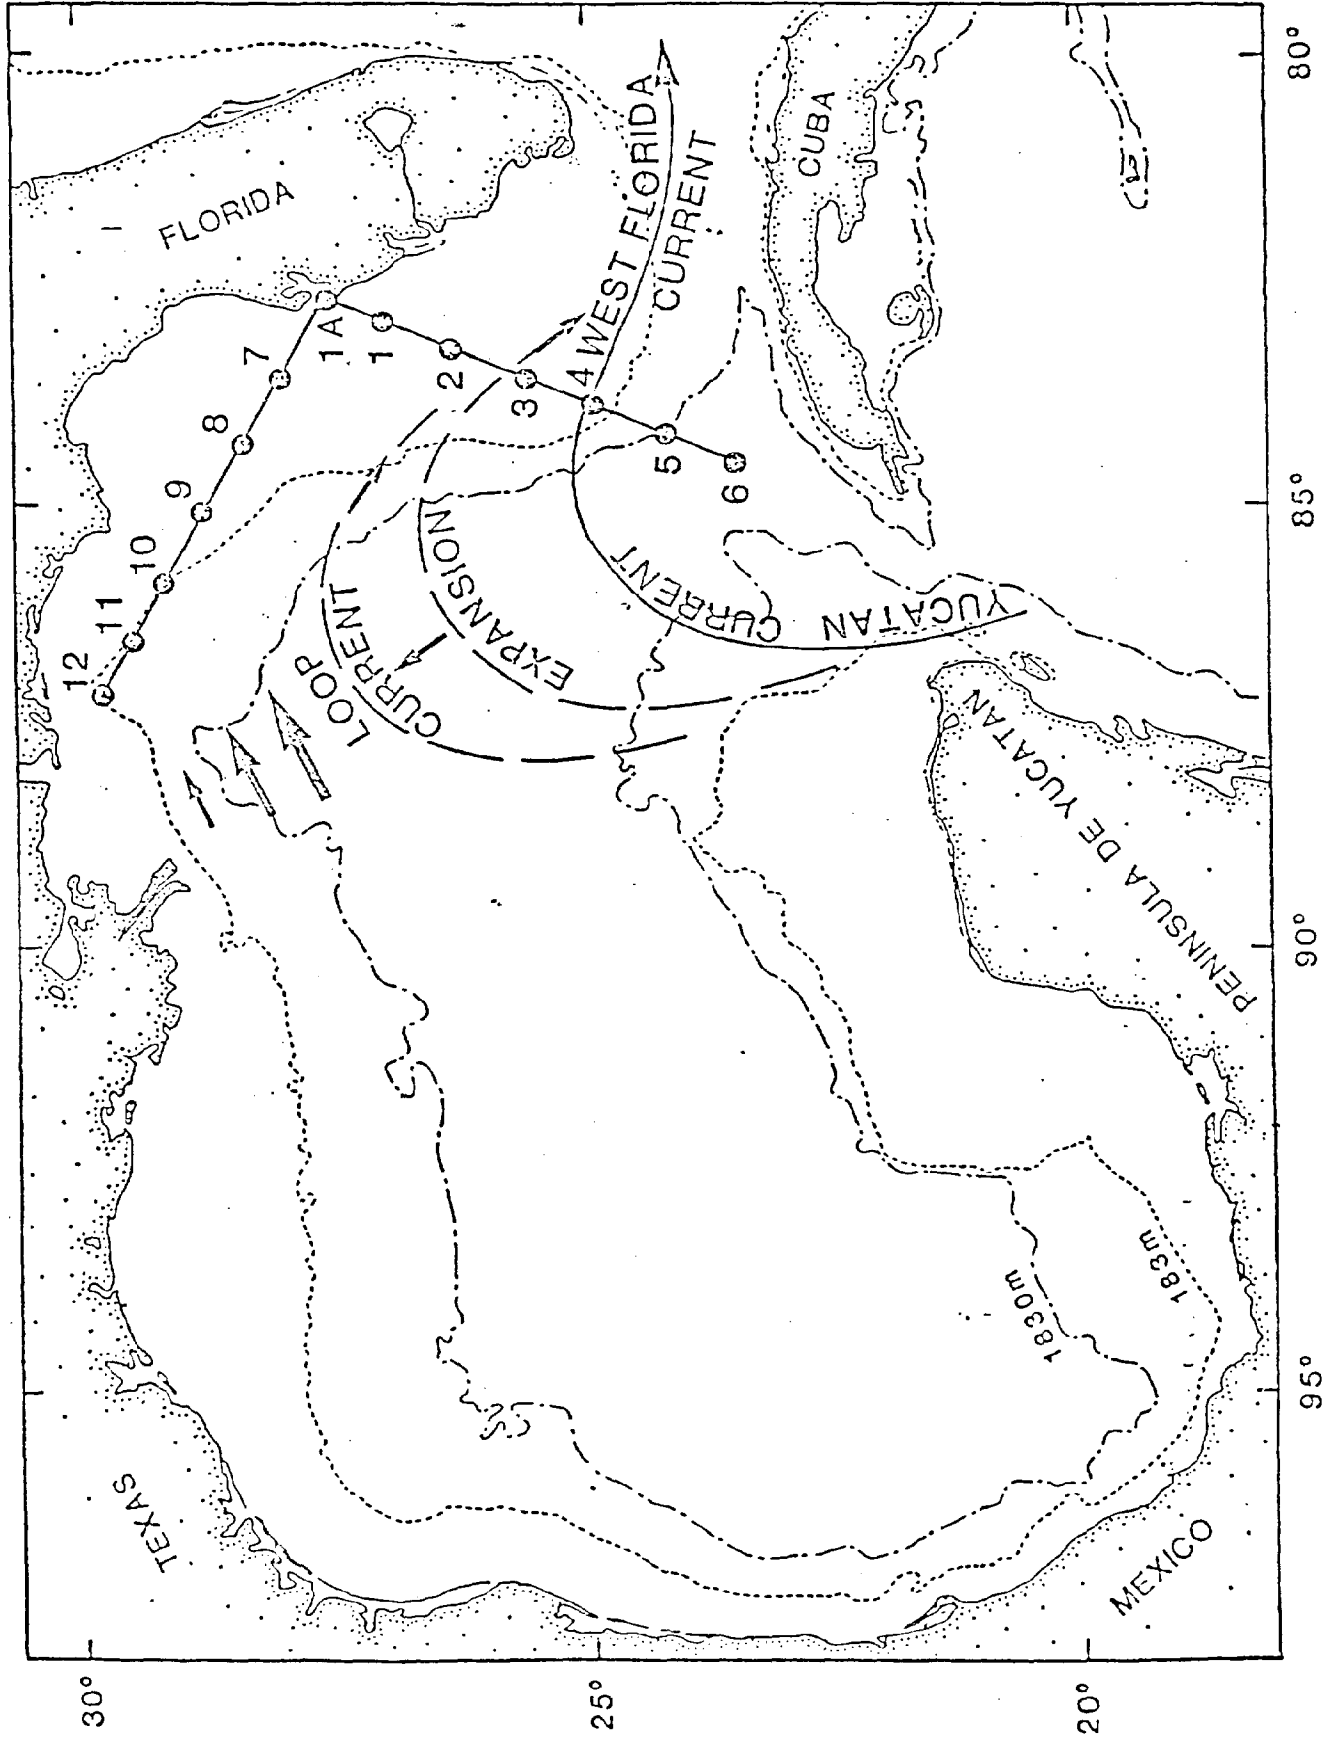 FLORIDA
TEXAS
MEXICO
PENINSULA DE YUCATAN
CUBA
WEST FLORIDA
CURRENT
YUCATAN CURRENT
LOOP
CURRENT
EXPANSION
1A
1
2
3
4
5
6
7
8
9
10
11
12
1830m
183m
30°
25°
20°
95°
90°
85°
80°